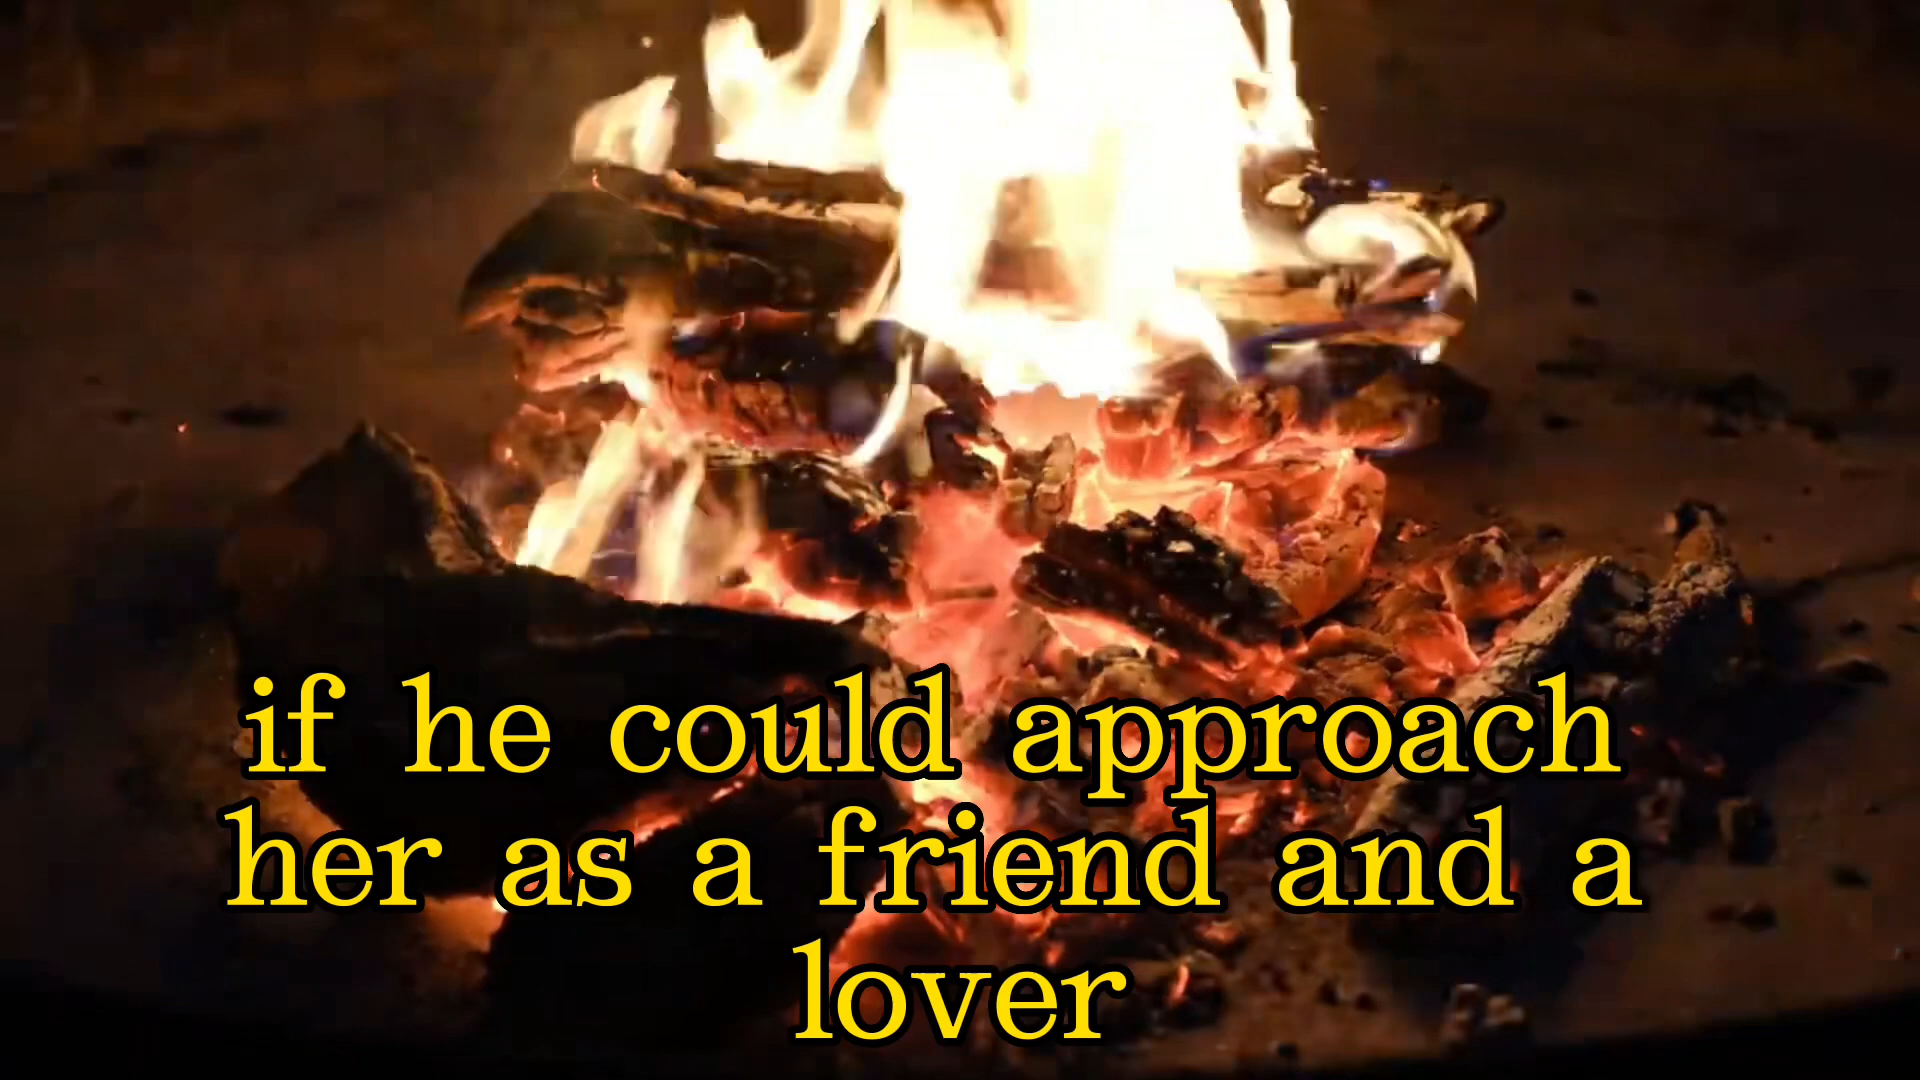 if he could approach
her as a friend and a
lover